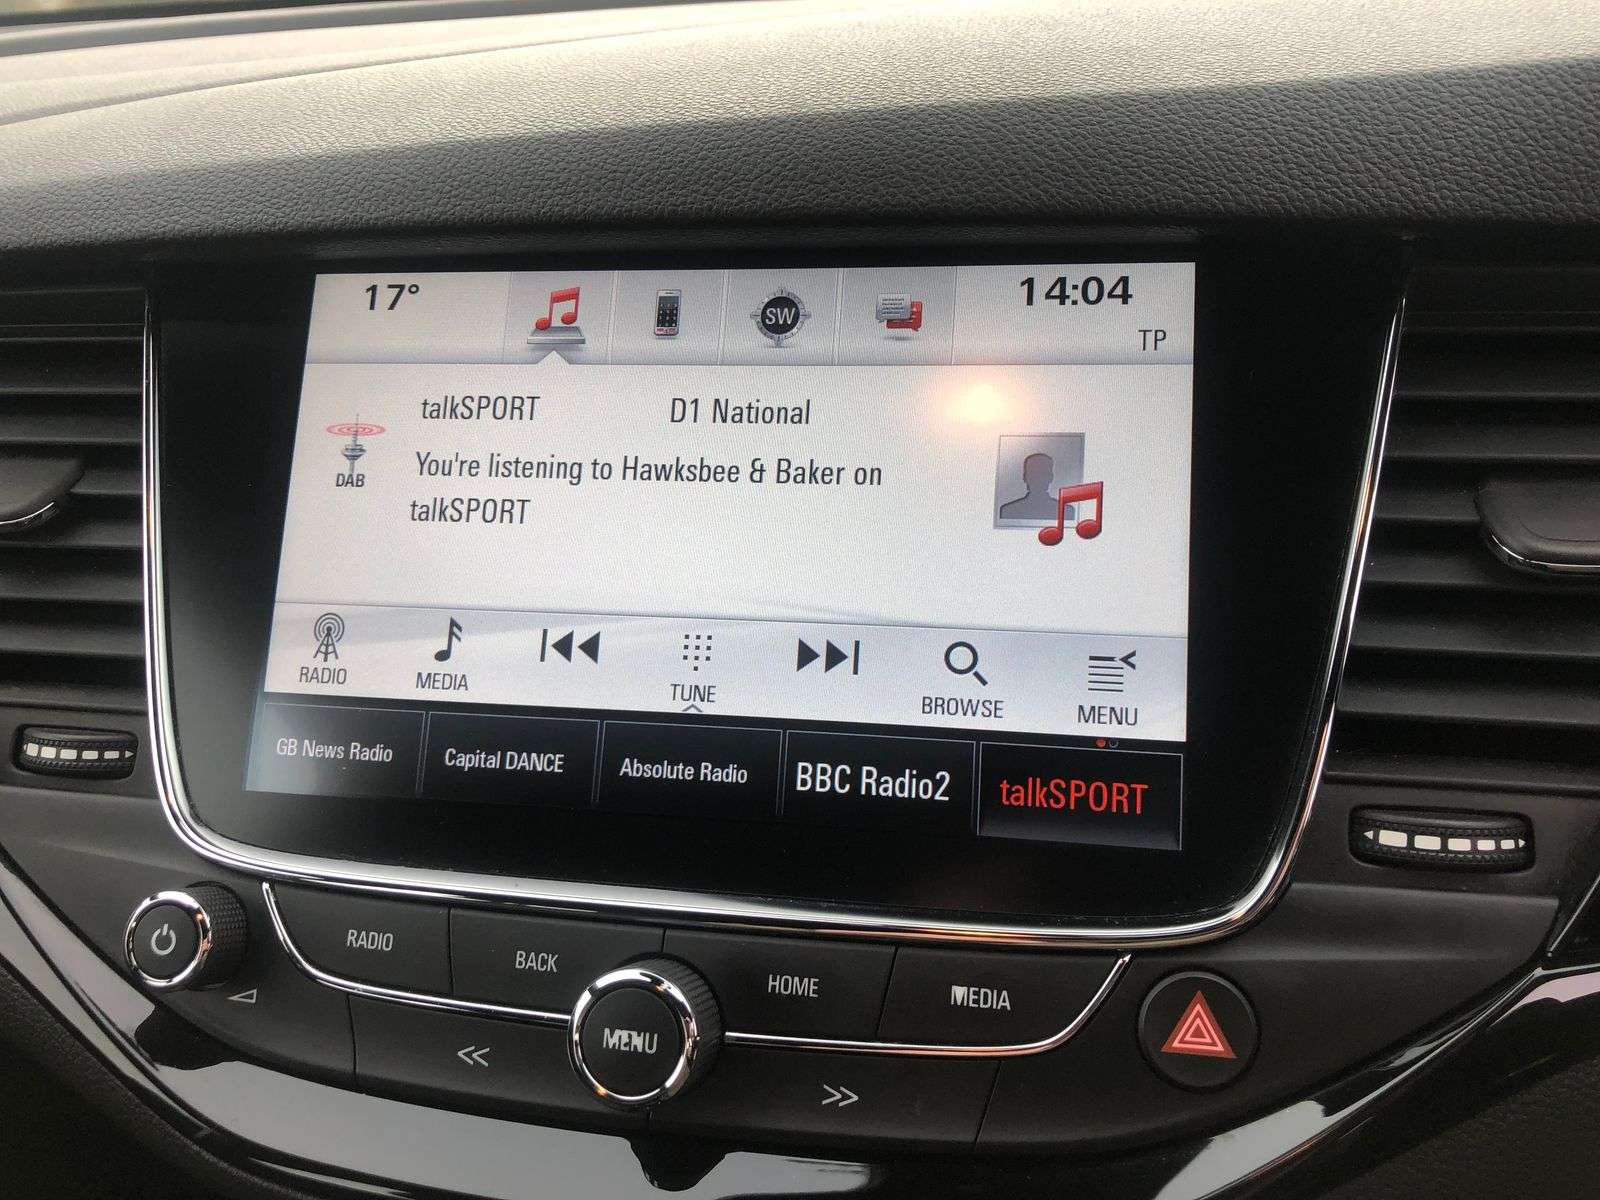 17°
SW
14:04
TP
talkSPORT
D1 National
DAB
You're listening to Hawksbee & Baker on
talkSPORT
RADIO
MEDIA
TUNE
BROWSE
MENU
GB News Radio
Capital DANCE
Absolute Radio
BBC Radio2
talkSPORT
RADIO
BACK
HOME
MEDIA
MENU